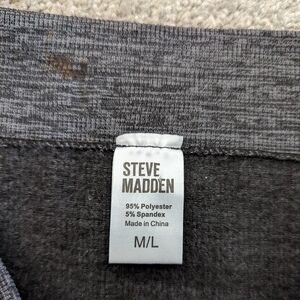 STEVE
MADDEN
95% Polyester
5% Spandex
Made in China
M/L